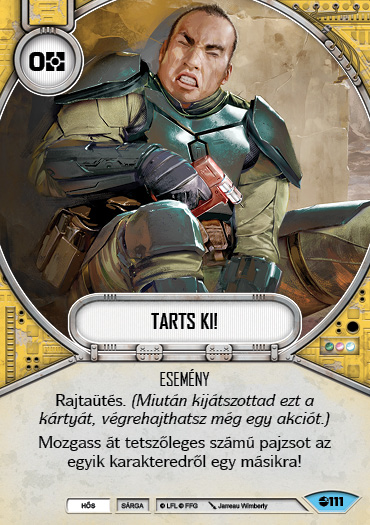 0
TARTS KI!
ESEMÉNY
Rajtaütés. (Miután kijátszottad ezt a
kártyát, végrehajthatsz még egy akciót.)
Mozgass át tetszőleges számú pajzsot az
egyik karakteredről egy másikra!
HŐS
SÁRGA
© LFL © FFG
Jarreau Wimberly
111